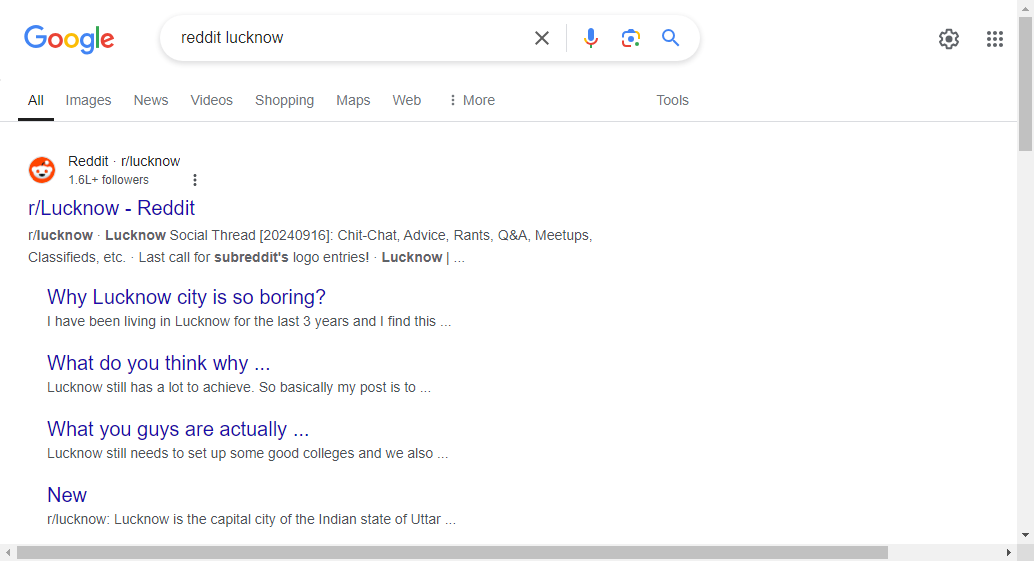 Google
reddit lucknow
All Images News Videos Shopping Maps Web More Tools
Reddit · r/lucknow
1.6L+ followers
r/Lucknow - Reddit
r/lucknow · Lucknow Social Thread [20240916]: Chit-Chat, Advice, Rants, Q&A, Meetups,
Classifieds, etc. · Last call for subreddit's logo entries! · Lucknow | ...
Why Lucknow city is so boring?
I have been living in Lucknow for the last 3 years and I find this ...
What do you think why ...
Lucknow still has a lot to achieve. So basically my post is to ...
What you guys are actually ...
Lucknow still needs to set up some good colleges and we also ...
New
r/lucknow: Lucknow is the capital city of the Indian state of Uttar ...